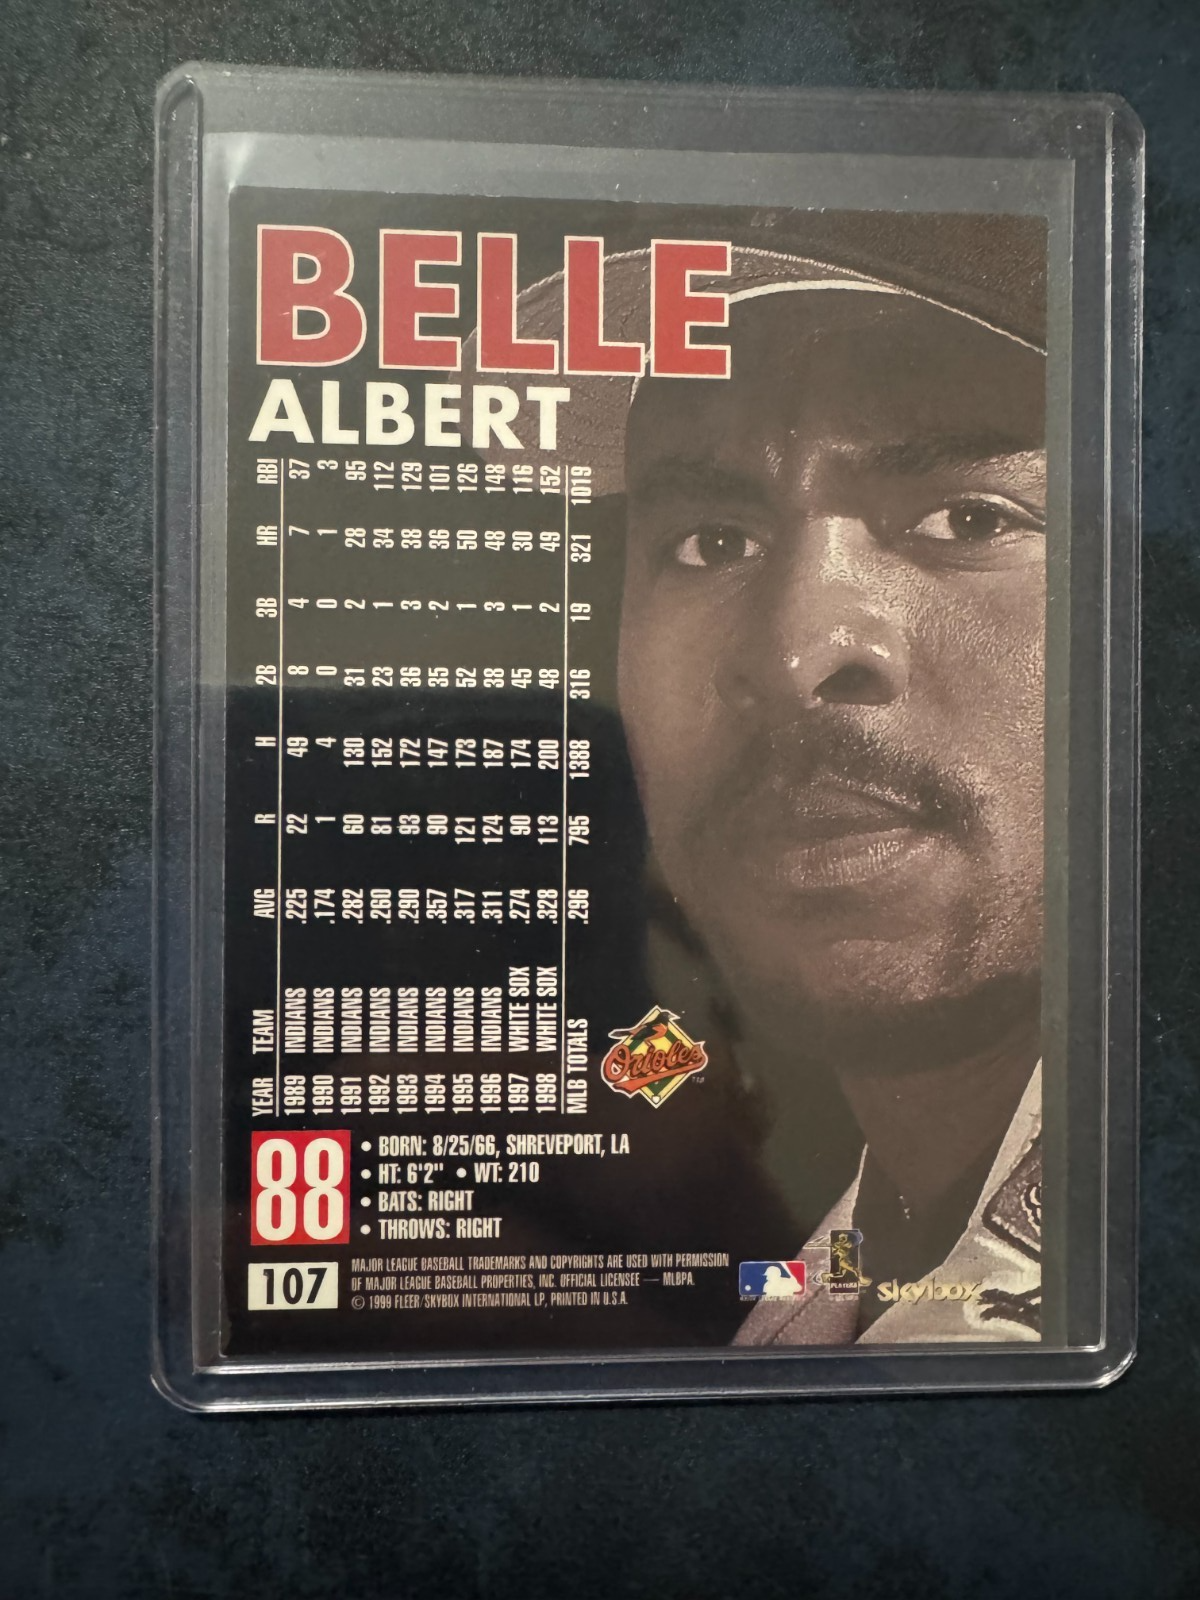 BELLE
ALBERT
YEAR TEAM AVG R H 2B 3B HR RBI
1989 INDIANS .225 22 49 8 4 7 37
1990 INDIANS .174 1 4 0 0 1 3
1991 INDIANS .282 60 130 31 2 28 95
1992 INDIANS .260 81 152 23 1 34 112
1993 INDIANS .290 93 172 36 3 38 129
1994 INDIANS .357 90 147 35 2 36 101
1995 INDIANS .317 121 173 52 1 50 126
1996 INDIANS .311 124 187 38 3 48 148
1997 WHITE SOX .274 90 174 45 1 30 116
1998 WHITE SOX .328 113 200 48 2 49 152
MLB TOTALS .296 795 1388 316 19 321 1019
Orioles
TM
88
• BORN: 8/25/66, SHREVEPORT, LA
• HT: 6'2" • WT: 210
• BATS: RIGHT
• THROWS: RIGHT
107
MAJOR LEAGUE BASEBALL TRADEMARKS AND COPYRIGHTS ARE USED WITH PERMISSION
OF MAJOR LEAGUE BASEBALL PROPERTIES, INC. OFFICIAL LICENSEE — MLBPA.
© 1999 FLEER/SKYBOX INTERNATIONAL LP, PRINTED IN U.S.A.
PLAYERS
skybox